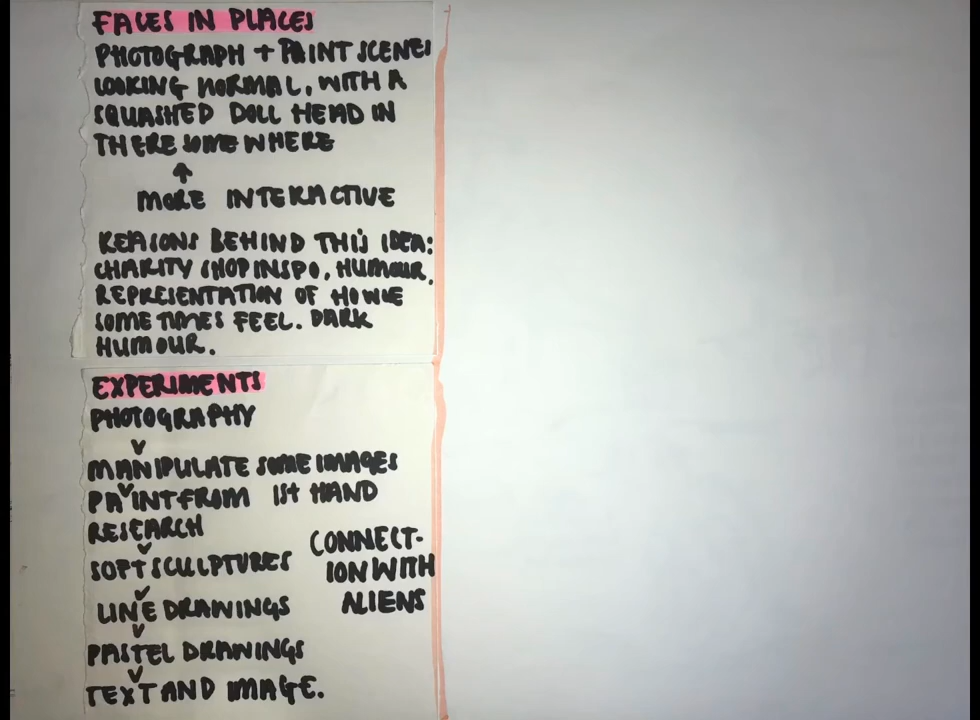 FACES IN PLACES
PHOTOGRAPH + PAINT SCENES
LOOKING NORMAL, WITH A
SQUASHED DOLL HEAD IN
THERE SOMEWHERE
↑
MORE INTERACTIVE
REASONS BEHIND THIS IDEA:
CHARITY SHOP INSPO, HUMOUR,
REPRESENTATION OF HOW WE
SOMETIMES FEEL. DARK
HUMOUR.
EXPERIMENTS
PHOTOGRAPHY
MANIPULATE SOME IMAGES
PAINT FROM 1St HAND
RESEARCH
SOFT SCULPTURES
LINE DRAWINGS
PASTEL DRAWINGS
TEXT AND IMAGE.
CONNECT-
ION WITH
ALIENS